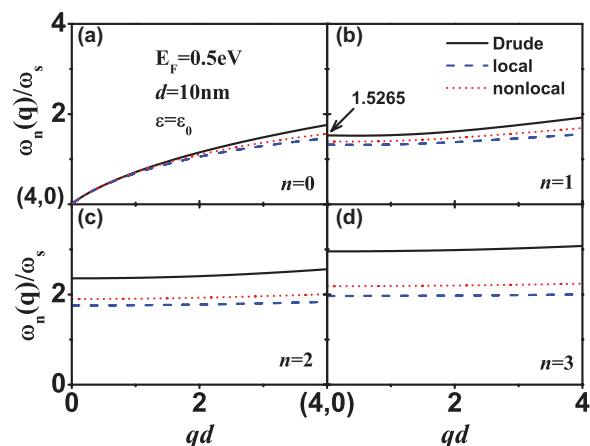 (a)
E_F=0.5eV
d=10nm
ε=ε_0
n=0
(b)
Drude
local
nonlocal
1.5265
n=1
(c)
n=2
(d)
n=3
ω_n(q)/ω_s
4
2
(4,0)
ω_n(q)/ω_s
2
0
0
2
(4,0)
2
4
qd
qd